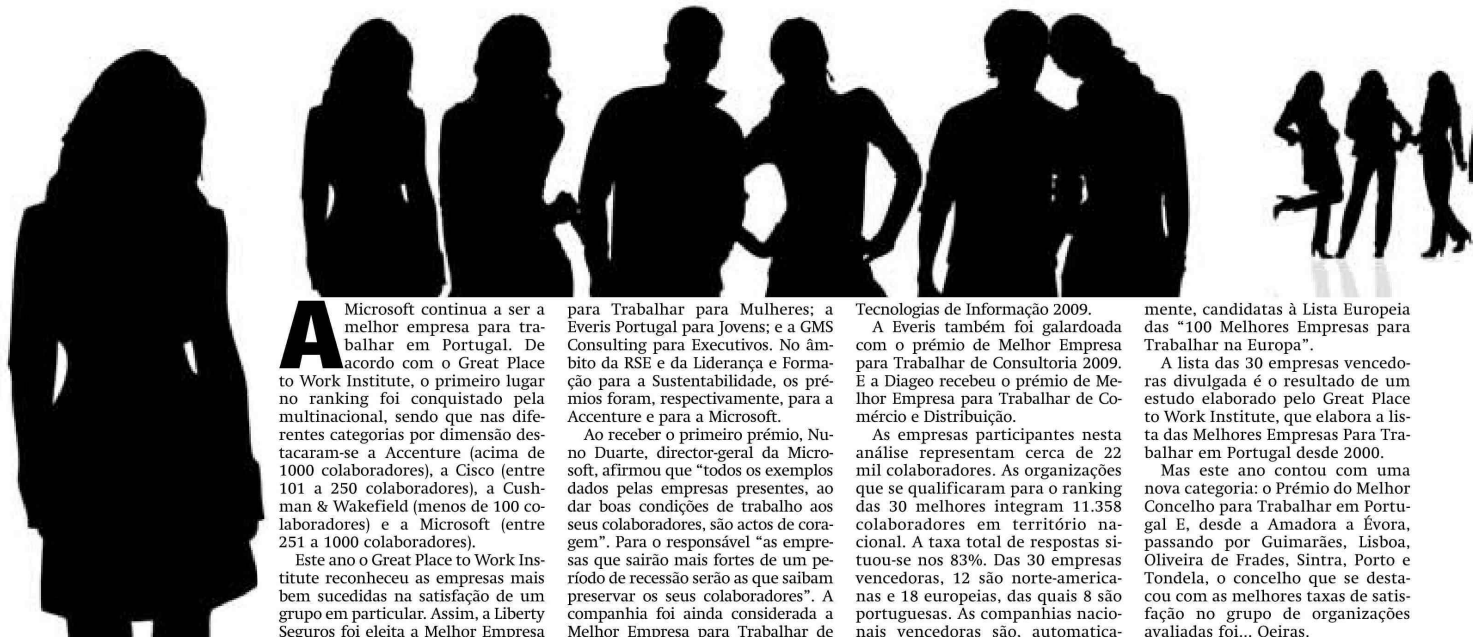 A Microsoft continua a ser a
melhor empresa para tra-
balhar em Portugal. De
acordo com o Great Place
to Work Institute, o primeiro lugar
no ranking foi conquistado pela
multinacional, sendo que nas dife-
rentes categorias por dimensão des-
tacaram-se a Accenture (acima de
1000 colaboradores), a Cisco (entre
101 a 250 colaboradores), a Cush-
man & Wakefield (menos de 100 co-
laboradores) e a Microsoft (entre
251 a 1000 colaboradores).
Este ano o Great Place to Work Ins-
titute reconheceu as empresas mais
bem sucedidas na satisfação de um
grupo em particular. Assim, a Liberty
Seguros foi eleita a Melhor Empresa
para Trabalhar para Mulheres; a
Everis Portugal para Jovens; e a GMS
Consulting para Executivos. No âm-
bito da RSE e da Liderança e Forma-
ção para a Sustentabilidade, os pré-
mios foram, respectivamente, para a
Accenture e para a Microsoft.
Ao receber o primeiro prémio, Nu-
no Duarte, director-geral da Micro-
soft, afirmou que “todos os exemplos
dados pelas empresas presentes, ao
dar boas condições de trabalho aos
seus colaboradores, são actos de cora-
gem”. Para o responsável “as empre-
sas que sairão mais fortes de um pe-
ríodo de recessão serão as que saibam
preservar os seus colaboradores”. A
companhia foi ainda considerada a
Melhor Empresa para Trabalhar de
Tecnologias de Informação 2009.
A Everis também foi galardoada
com o prémio de Melhor Empresa
para Trabalhar de Consultoria 2009.
E a Diageo recebeu o prémio de Me-
lhor Empresa para Trabalhar de Co-
mércio e Distribuição.
As empresas participantes nesta
análise representam cerca de 22
mil colaboradores. As organizações
que se qualificaram para o ranking
das 30 melhores integram 11.358
colaboradores em território na-
cional. A taxa total de respostas si-
tuou-se nos 83%. Das 30 empresas
vencedoras, 12 são norte-america-
nas e 18 europeias, das quais 8 são
portuguesas. As companhias nacio-
nais vencedoras são, automatica-
mente, candidatas à Lista Europeia
das “100 Melhores Empresas para
Trabalhar na Europa”.
A lista das 30 empresas vencedo-
ras divulgada é o resultado de um
estudo elaborado pelo Great Place
to Work Institute, que elabora a lis-
ta das Melhores Empresas Para Tra-
balhar em Portugal desde 2000.
Mas este ano contou com uma
nova categoria: o Prémio do Melhor
Concelho para Trabalhar em Portu-
gal E, desde a Amadora a Évora,
passando por Guimarães, Lisboa,
Oliveira de Frades, Sintra, Porto e
Tondela, o concelho que se desta-
cou com as melhores taxas de satis-
fação no grupo de organizações
avaliadas foi... Oeiras.